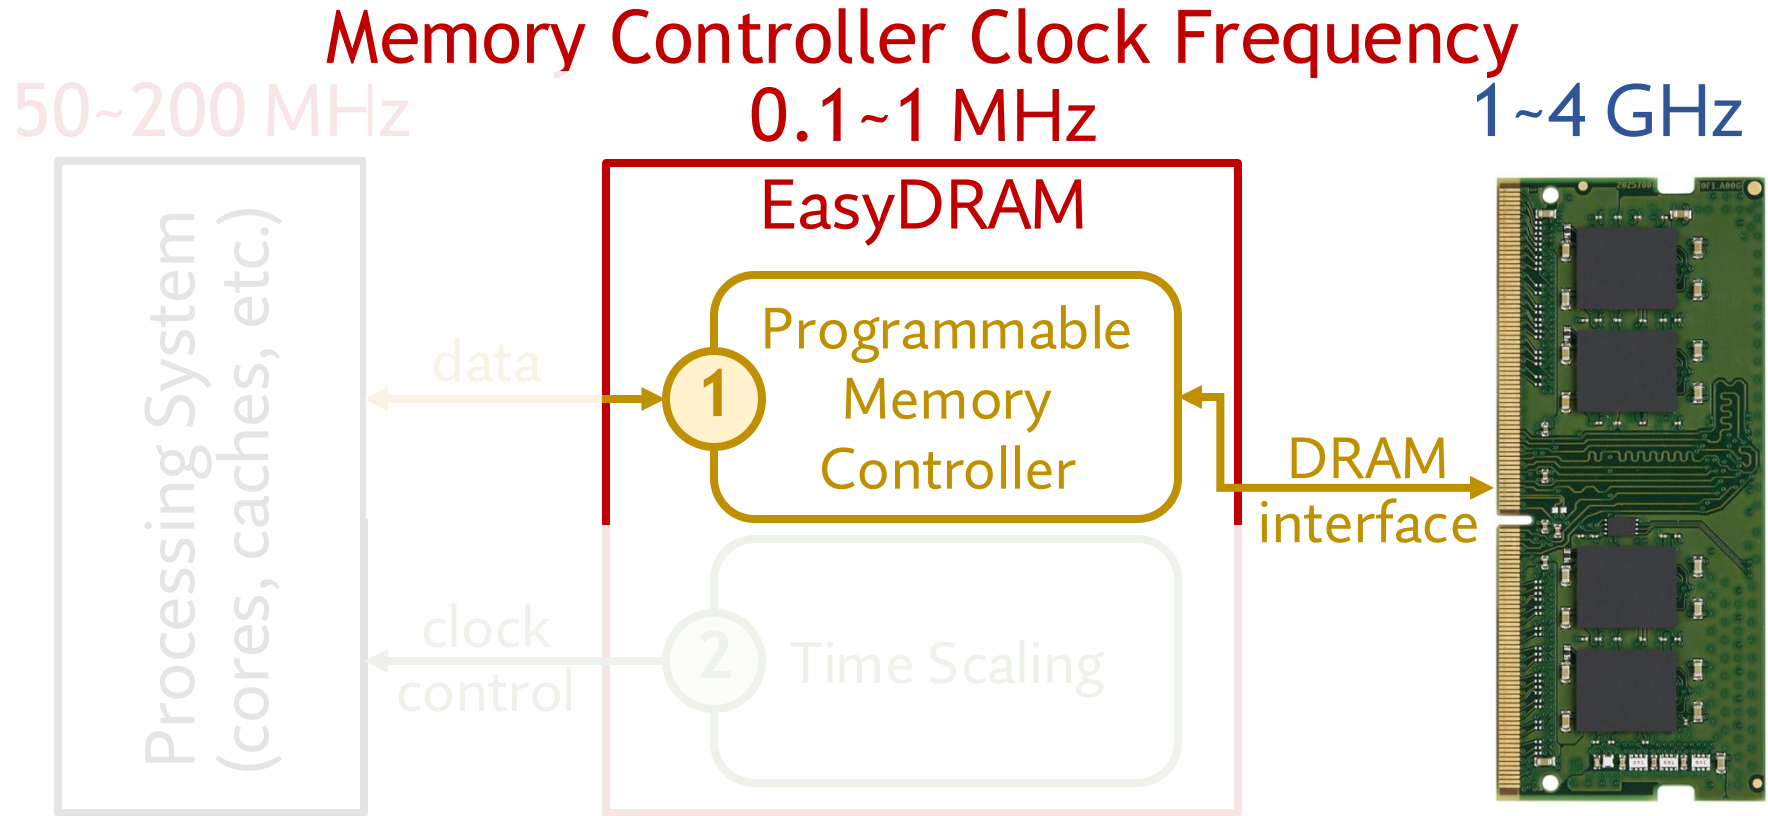 Memory Controller Clock Frequency
50~200 MHz
0.1~1 MHz
1~4 GHz
Processing System
(cores, caches, etc.)
EasyDRAM
data
1
Programmable
Memory
Controller
DRAM
interface
clock
control
2
Time Scaling